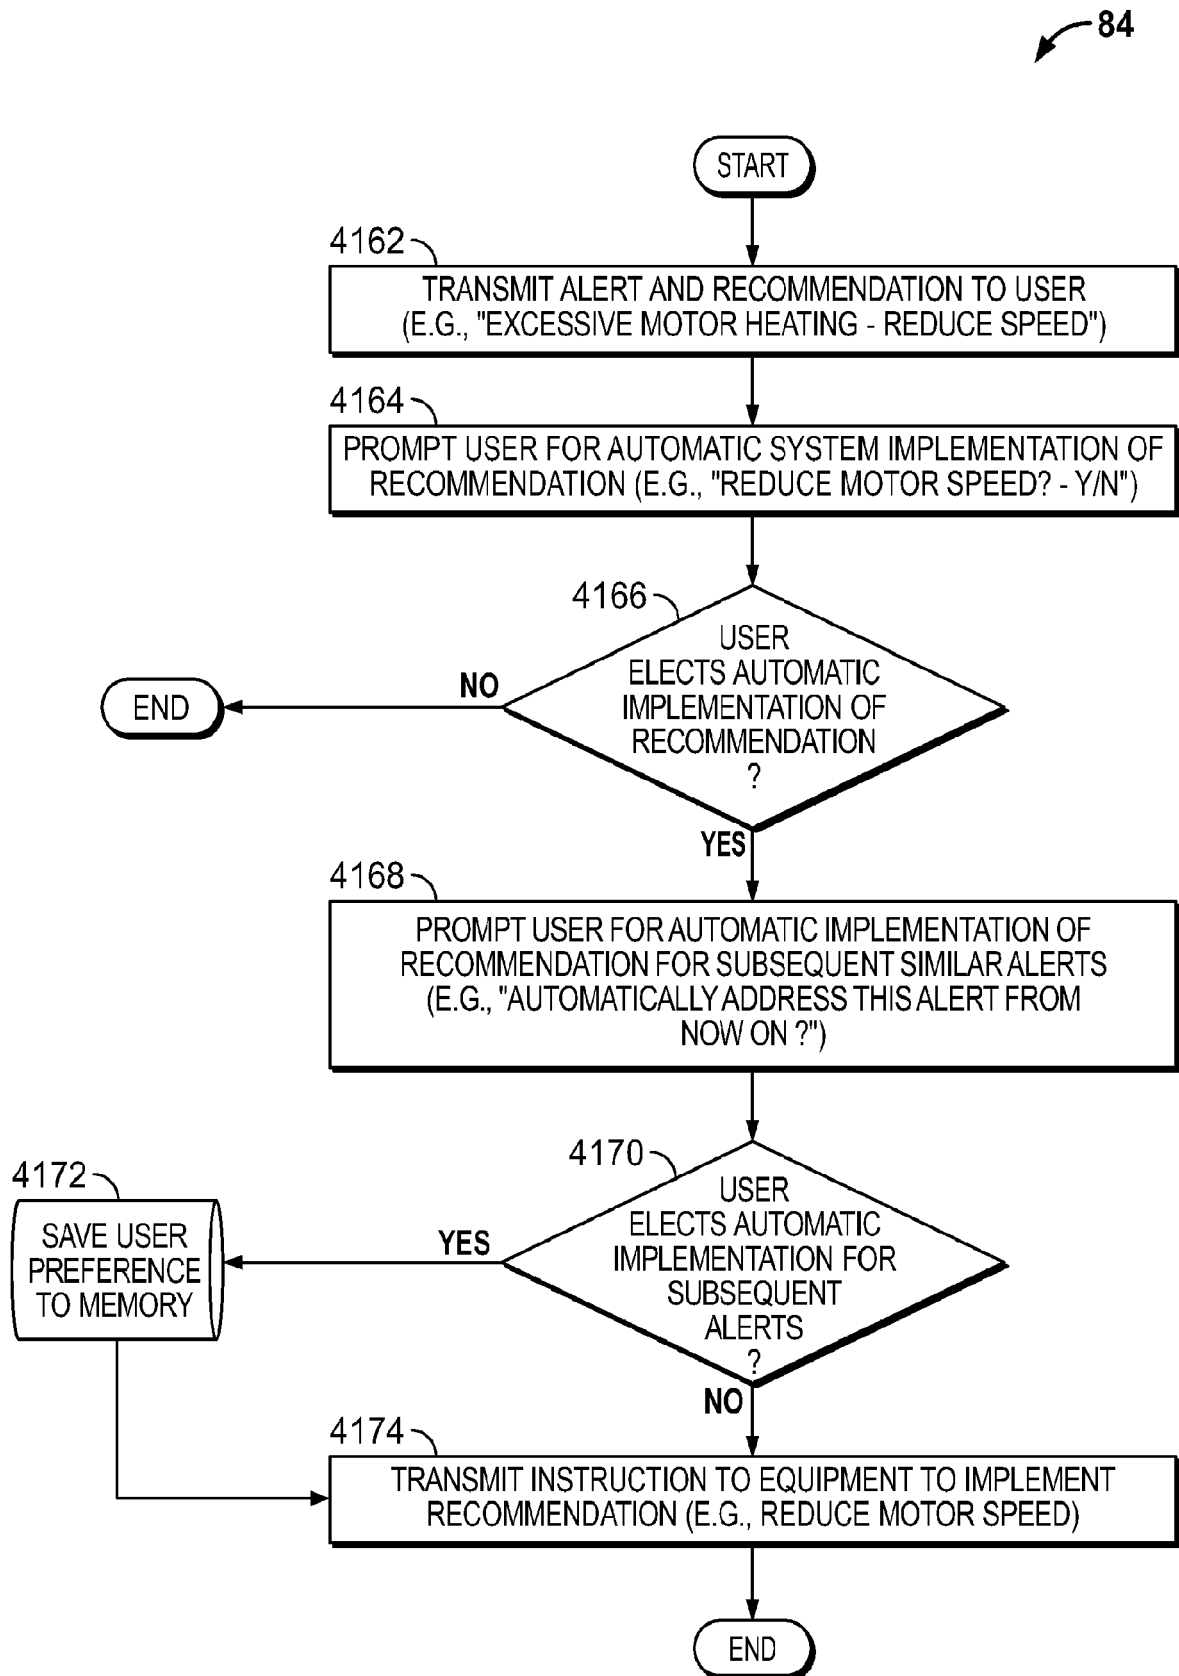 84
START
4162
TRANSMIT ALERT AND RECOMMENDATION TO USER
(E.G., "EXCESSIVE MOTOR HEATING - REDUCE SPEED")
4164
PROMPT USER FOR AUTOMATIC SYSTEM IMPLEMENTATION OF
RECOMMENDATION (E.G., "REDUCE MOTOR SPEED? - Y/N")
4166
USER
ELECTS AUTOMATIC
IMPLEMENTATION OF
RECOMMENDATION
?
NO
END
YES
4168
PROMPT USER FOR AUTOMATIC IMPLEMENTATION OF
RECOMMENDATION FOR SUBSEQUENT SIMILAR ALERTS
(E.G., "AUTOMATICALLY ADDRESS THIS ALERT FROM
NOW ON ?")
4170
USER
ELECTS AUTOMATIC
IMPLEMENTATION FOR
SUBSEQUENT
ALERTS
?
YES
4172
SAVE USER
PREFERENCE
TO MEMORY
NO
4174
TRANSMIT INSTRUCTION TO EQUIPMENT TO IMPLEMENT
RECOMMENDATION (E.G., REDUCE MOTOR SPEED)
END